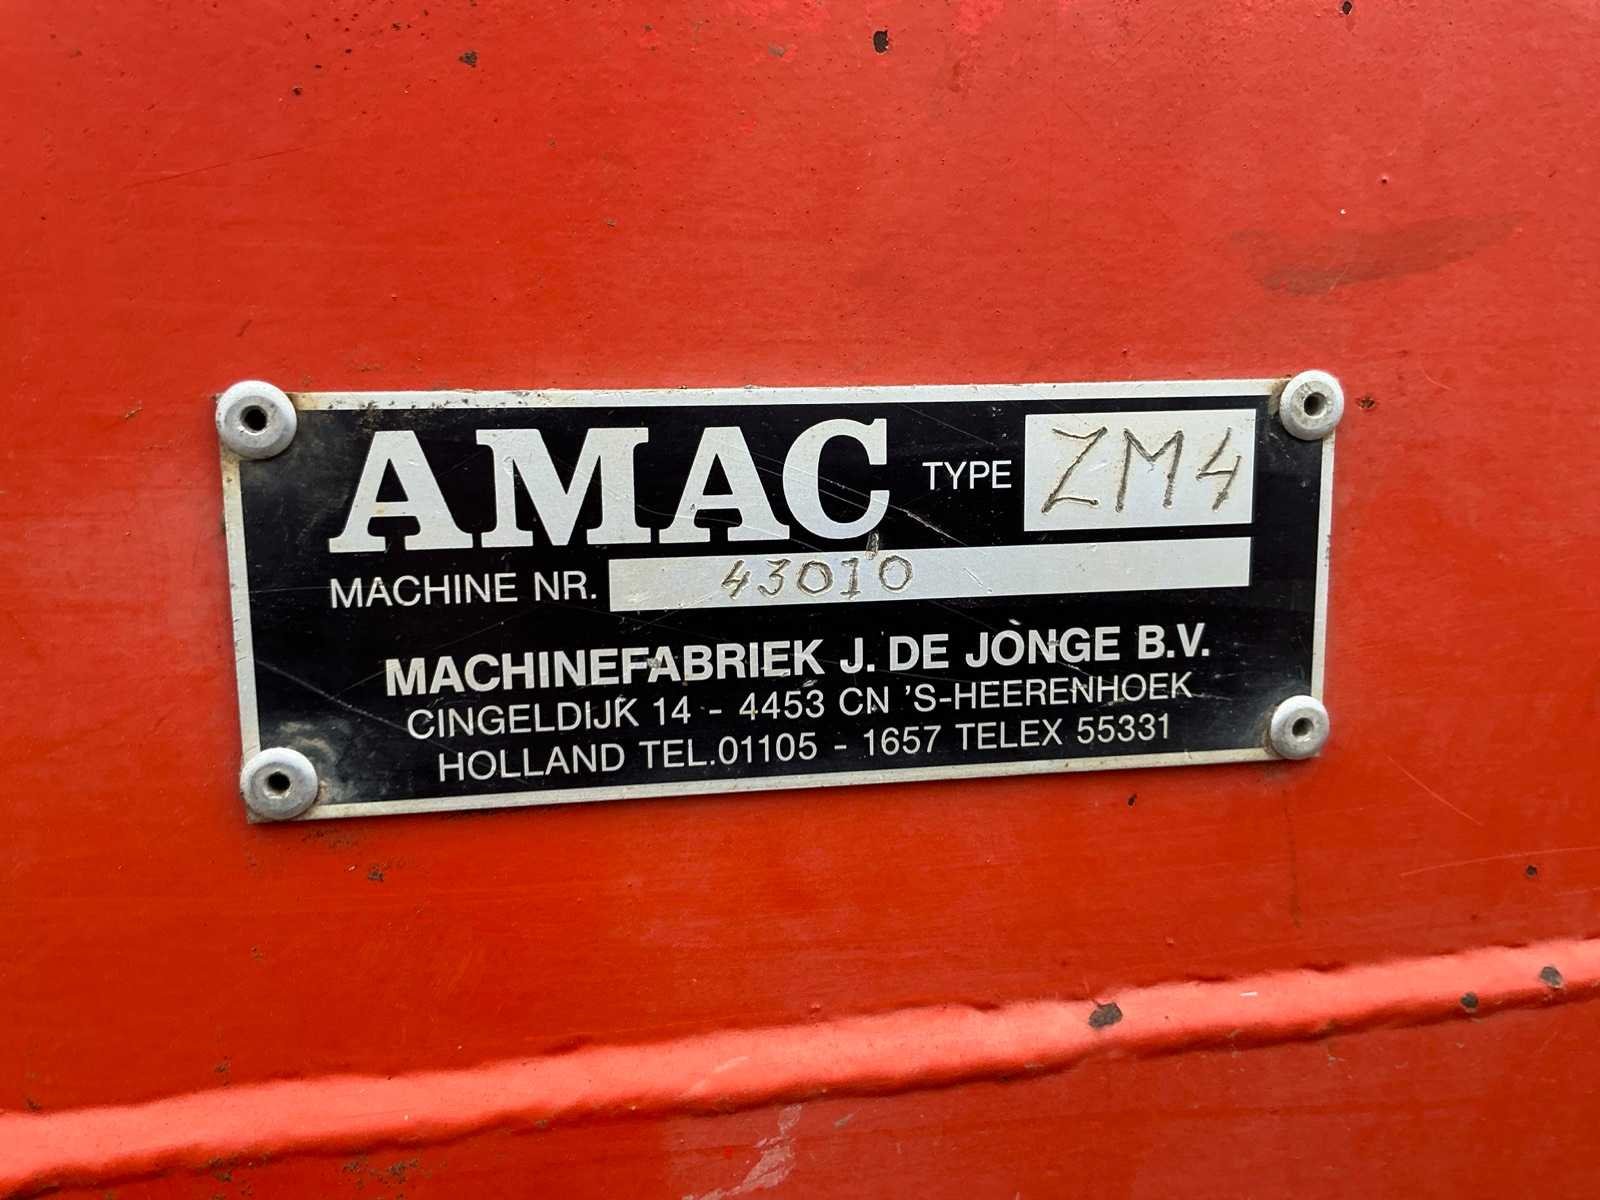 AMAC TYPE ZM4
MACHINE NR. 43010
MACHINEFABRIEK J. DE JONGE B.V.
CINGELDIJK 14 - 4453 CN 'S-HEERENHOEK
HOLLAND TEL.01105 - 1657 TELEX 55331